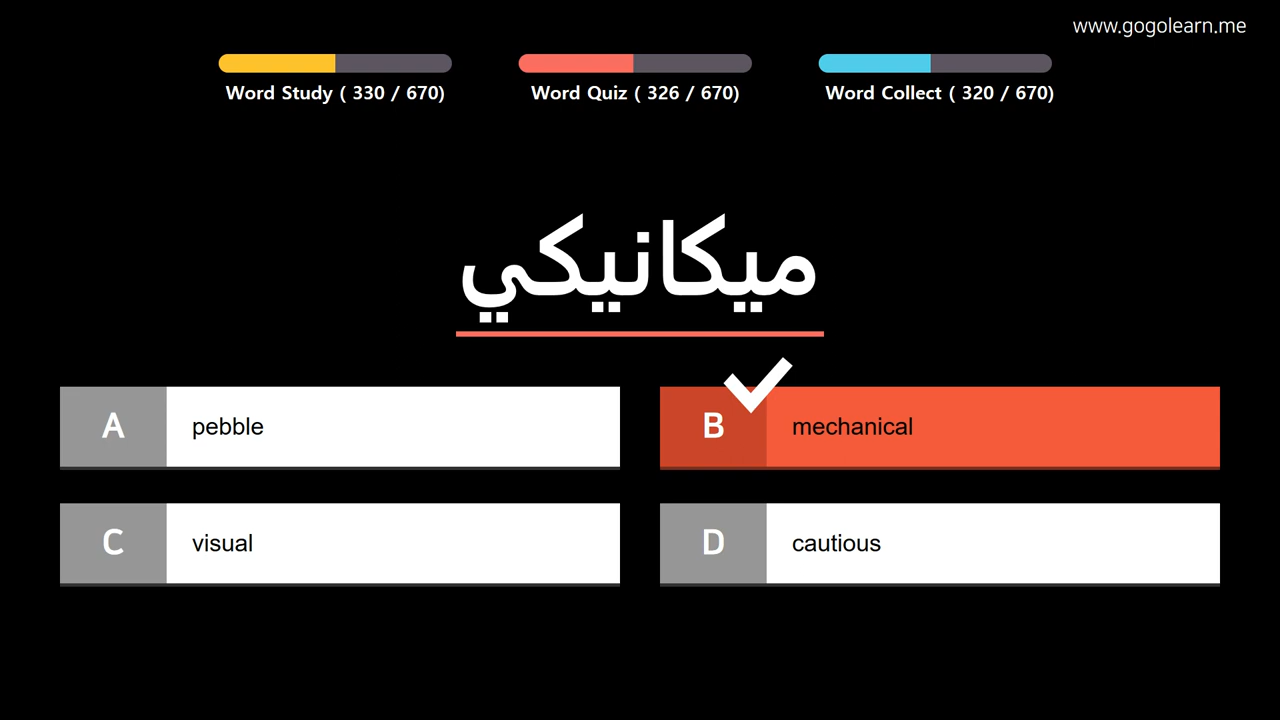 www.gogolearn.me
Word Study ( 330 / 670)
Word Quiz ( 326 / 670)
Word Collect ( 320 / 670)
ميكانيكي
A pebble
B mechanical
C visual
D cautious